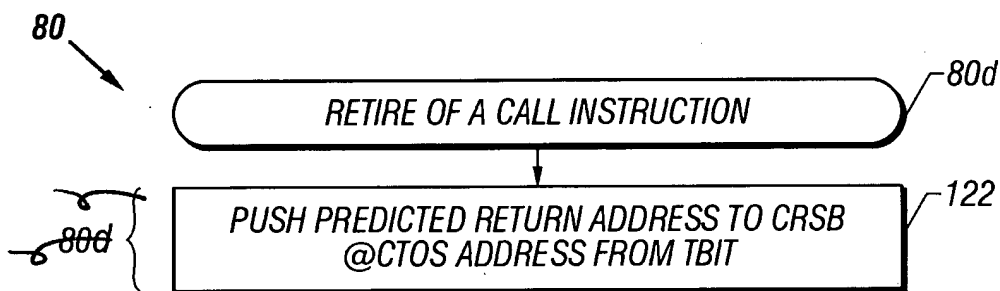 80
RETIRE OF A CALL INSTRUCTION
80d
PUSH PREDICTED RETURN ADDRESS TO CRSB
@CTOS ADDRESS FROM TBIT
122
80d